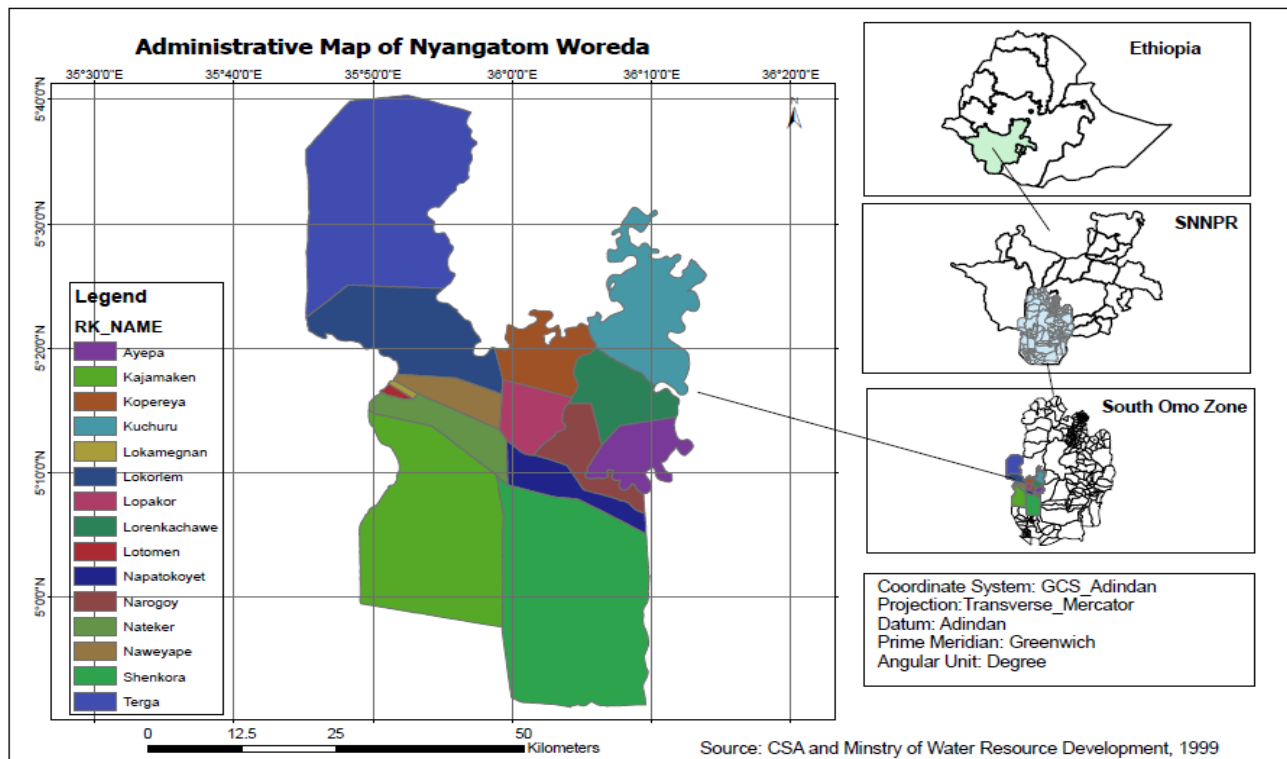 Administrative Map of Nyangatom Woreda
35°30'0"E 35°40'0"E 35°50'0"E 36°0'0"E 36°10'0"E 36°20'0"E
5°40'0"N
5°30'0"N
5°20'0"N
5°10'0"N
5°0'0"N
N
Legend
RK_NAME
Ayepa
Kajamaken
Kopereya
Kuchuru
Lokamegnan
Lokorlem
Lopakor
Lorenkachawe
Lotomen
Napatokoyet
Narogoy
Nateker
Naweyape
Shenkora
Terga
0 12.5 25 50
Kilometers
Ethiopia
SNNPR
South Omo Zone
Coordinate System: GCS_Adindan
Projection:Transverse_Mercator
Datum: Adindan
Prime Meridian: Greenwich
Angular Unit: Degree
Source: CSA and Minstry of Water Resource Development, 1999